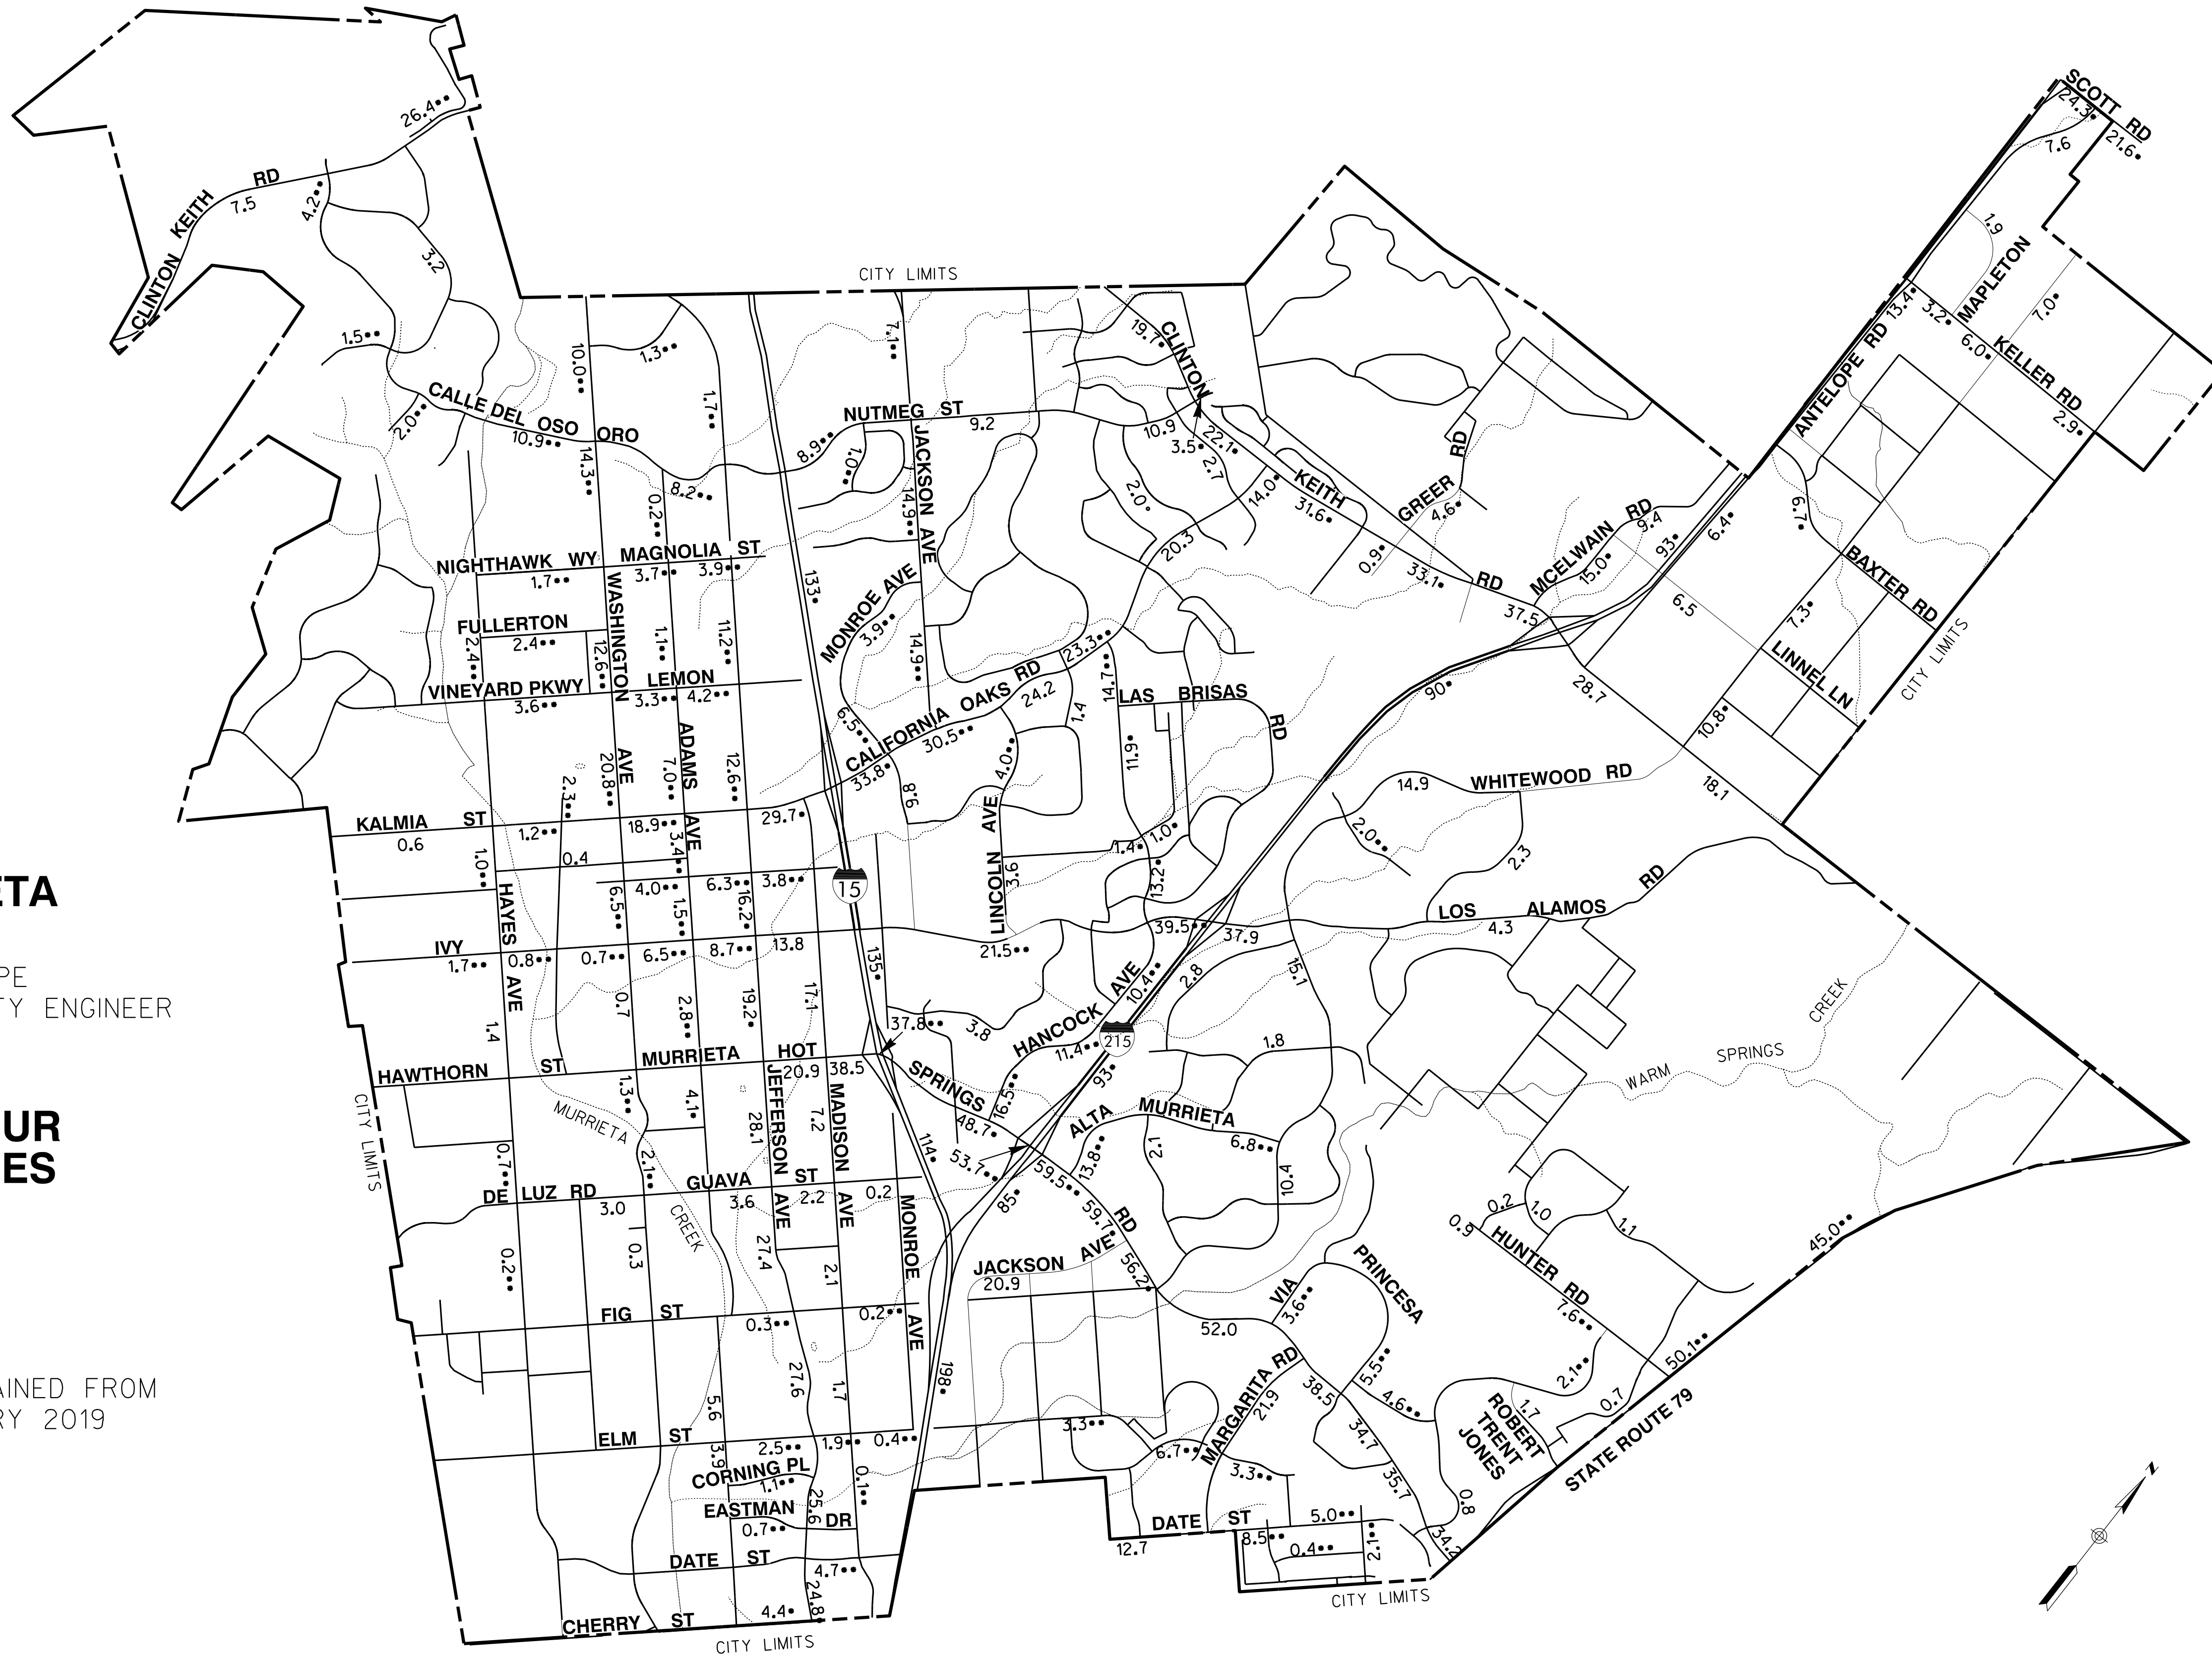 ETA
PE
TY ENGINEER
UR
ES
AINED FROM
RY 2019
26.4••
CLINTON KEITH RD
7.5
4.2••
3.2
1.5••
2.0••
CALLE DEL OSO ORO
10.9••
10.0••
1.3••
1.7••
14.3••
8.2••
0.2••
CITY LIMITS
7.1••
NUTMEG ST
8.9••
9.2
10.9
1.0••
JACKSON AVE
14.9••
14.9••
19.7•
CLINTON
KEITH
RD
3.5•
22.1•
2.7
14.0•
31.6•
2.0•
20.3
GREER RD
4.6•
0.9•
33.1•
37.5
MCELWAIN RD
9.4
15.0•
93•
6.4•
SCOTT RD
24.3•
21.6•
7.6
1.9
MAPLETON
7.0•
13.4•
3.2•
6.0•
KELLER RD
2.9•
ANTELOPE RD
6.7•
BAXTER RD
6.5
7.3•
LINNEL LN
CITY LIMITS
10.8•
28.7
18.1
NIGHTHAWK WY
MAGNOLIA ST
1.7••
3.7••
3.9••
FULLERTON
2.4••
2.4••
12.6••
WASHINGTON
AVE
1.1••
11.2••
VINEYARD PKWY
LEMON
3.6••
3.3••
4.2••
133•
MONROE AVE
3.9••
6.5••
CALIFORNIA OAKS RD
33.8•
30.5••
24.2
23.3••
1.4
14.7••
LAS BRISAS
RD
11.9•
9.8
4.0••
LINCOLN AVE
3.6
1.4•
1.0•
13.2•
90•
14.9
WHITEWOOD RD
2.0••
2.3
ADAMS
AVE
20.8••
7.0••
12.6••
2.3••
KALMIA ST
0.6
1.2••
18.9••
3.4••
29.7•
1.0••
HAYES
AVE
0.4
4.0••
6.3••
3.8••
6.5••
1.5••
16.2••
15
IVY
1.7••
0.8••
0.7••
6.5••
8.7••
13.8
135•
21.5••
39.5••
37.9
LOS ALAMOS RD
4.3
HANCOCK AVE
10.4••
2.8
15.1
1.4
0.7
2.8••
19.2•
17.1
37.8••
3.8
11.4••
215
93•
1.8
CREEK
WARM SPRINGS
HAWTHORN ST
MURRIETA HOT
20.9
38.5
SPRINGS
RD
48.7•
16.5••
ALTA MURRIETA
6.8••
13.8••
2.1
10.4
CITY LIMITS
MURRIETA
CREEK
1.3••
4.1•
28.1
JEFFERSON
AVE
7.2
MADISON
AVE
114•
53.7••
59.5••
59.7•
56.2•
85•
0.7••
2.1••
DE LUZ RD
GUAVA ST
3.0
3.6
2.2
0.2
MONROE
AVE
0.2••
0.3
27.4
2.1
JACKSON AVE
20.9
0.2
1.0
1.1
0.9
HUNTER RD
7.6••
45.0••
50.1••
VIA PRINCESA
3.6••
52.0
FIG ST
0.3••
0.2••
27.6
1.7
5.6
198•
MARGARITA RD
21.9
38.5
5.5••
4.6••
34.7
35.7
34.2
2.1••
1.7
0.7
ROBERT
TRENT
JONES
0.8
STATE ROUTE 79
ELM ST
2.5••
1.9••
0.4••
3.9
3.3••
6.7••
3.3••
CORNING PL
1.1••
25.6
0.1••
EASTMAN DR
0.7••
DATE ST
12.7
8.5••
5.0••
0.4••
2.1••
DATE ST
4.7••
24.8•
CHERRY ST
4.4•
CITY LIMITS
CITY LIMITS
N